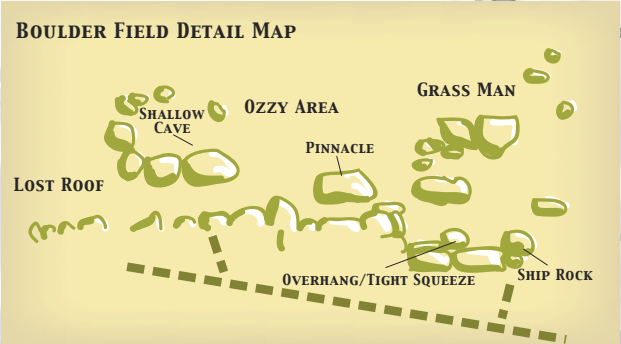 Boulder Field Detail Map
Grass Man
Ozzy Area
Shallow
Cave
Pinnacle
Lost Roof
Overhang/Tight Squeeze
Ship Rock